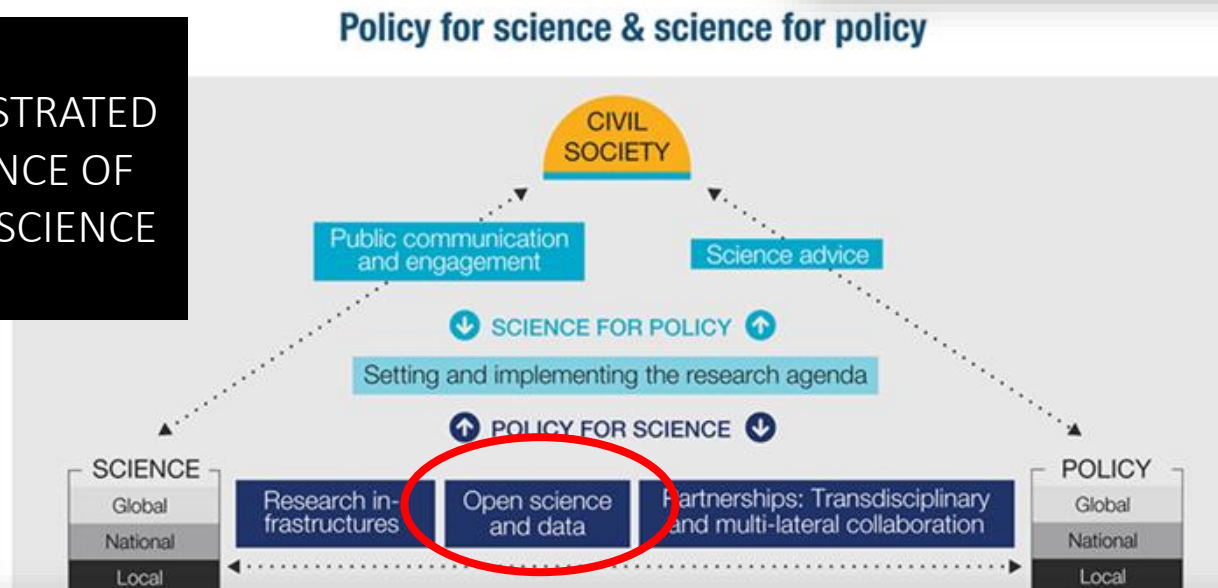 Policy for science & science for policy
STRATED
NCE OF
SCIENCE
CIVIL
SOCIETY
Public communication
and engagement
Science advice
SCIENCE FOR POLICY
Setting and implementing the research agenda
POLICY FOR SCIENCE
SCIENCE
Global
National
Local
Research in-
frastructures
Open science
and data
Partnerships: Transdisciplinary
and multi-lateral collaboration
POLICY
Global
National
Local